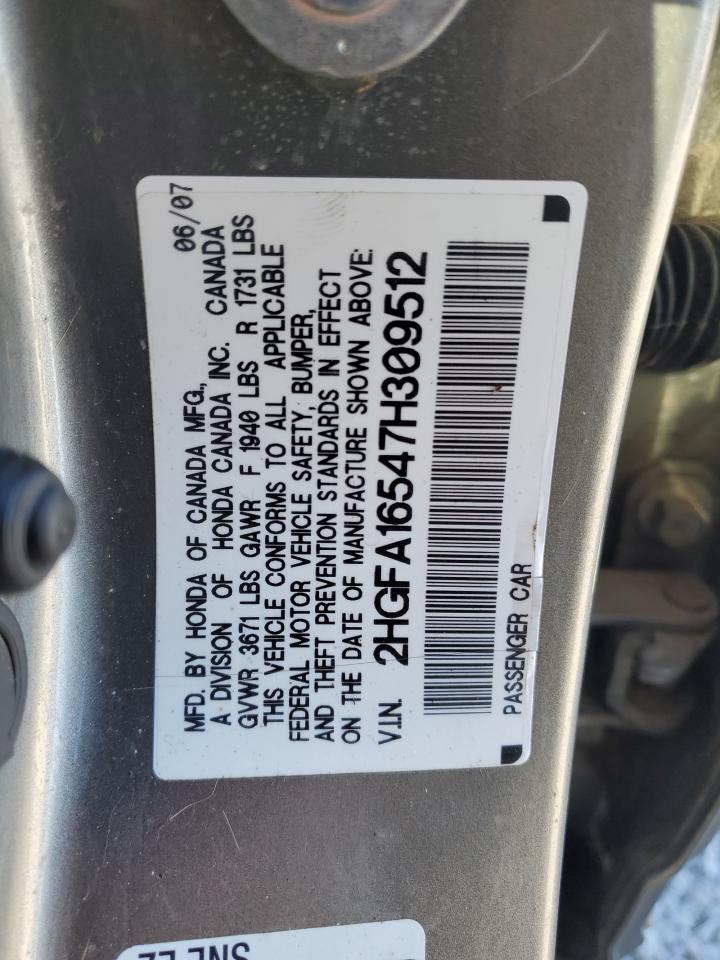 MFD. BY HONDA OF CANADA MFG., 06/07
A DIVISION OF HONDA CANADA INC. CANADA
GVWR 3671 LBS GAWR F 1940 LBS R 1731 LBS
THIS VEHICLE CONFORMS TO ALL APPLICABLE
FEDERAL MOTOR VEHICLE SAFETY, BUMPER,
AND THEFT PREVENTION STANDARDS IN EFFECT
ON THE DATE OF MANUFACTURE SHOWN ABOVE:
V.I.N. 2HGFA16547H309512
PASSENGER CAR